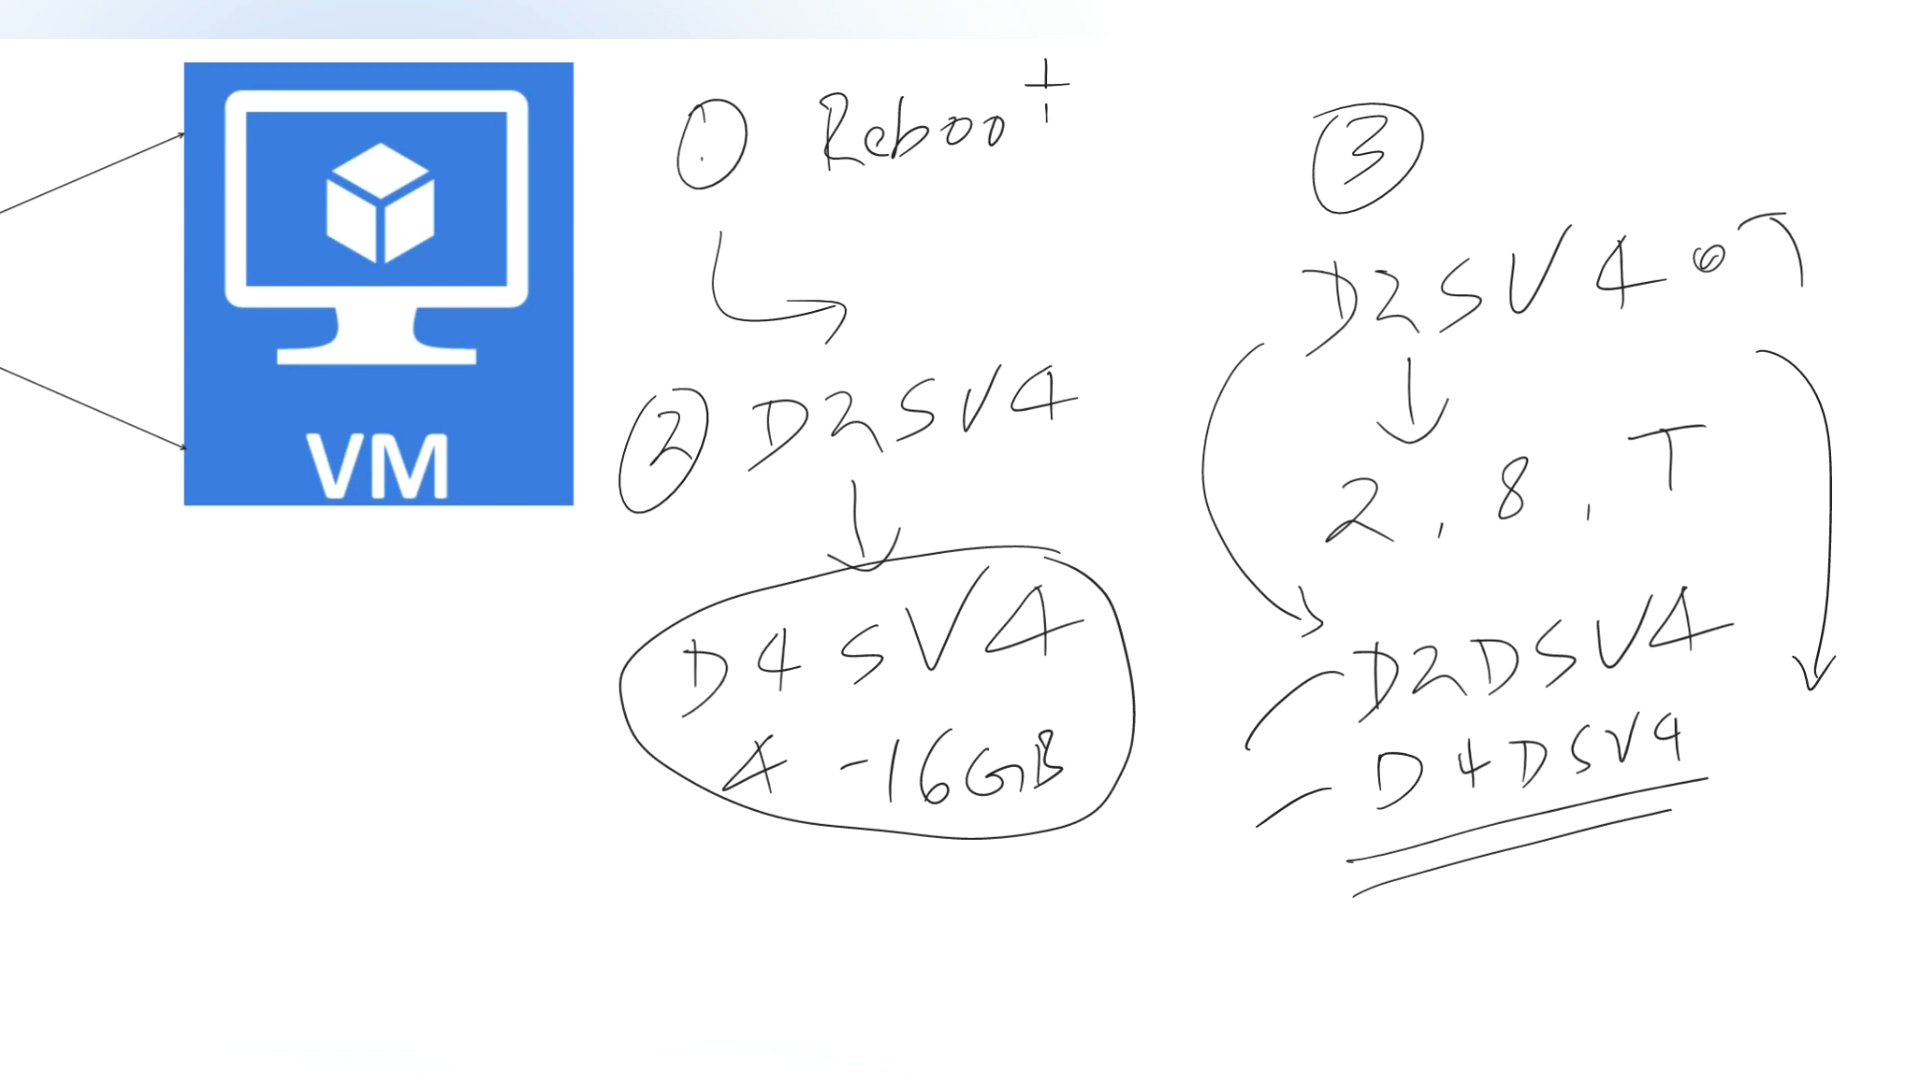 VM
① Reboot
② D2SV4
D4SV4
4 - 16GB
③
D2SV4
2, 8, T
D2DSV4
D4DSV4